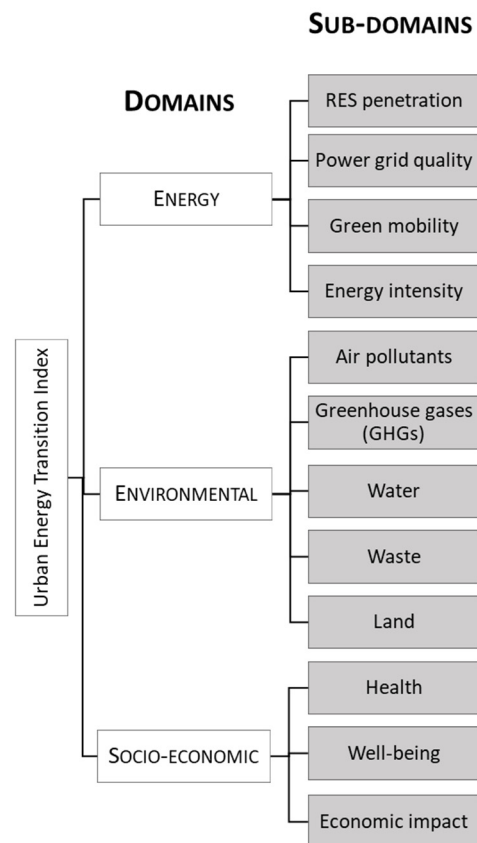 SUB-DOMAINS
DOMAINS
RES penetration
Power grid quality
ENERGY
Green mobility
Energy intensity
Urban Energy Transition Index
Air pollutants
Greenhouse gases
(GHGs)
ENVIRONMENTAL
Water
Waste
Land
Health
SOCIO-ECONOMIC
Well-being
Economic impact